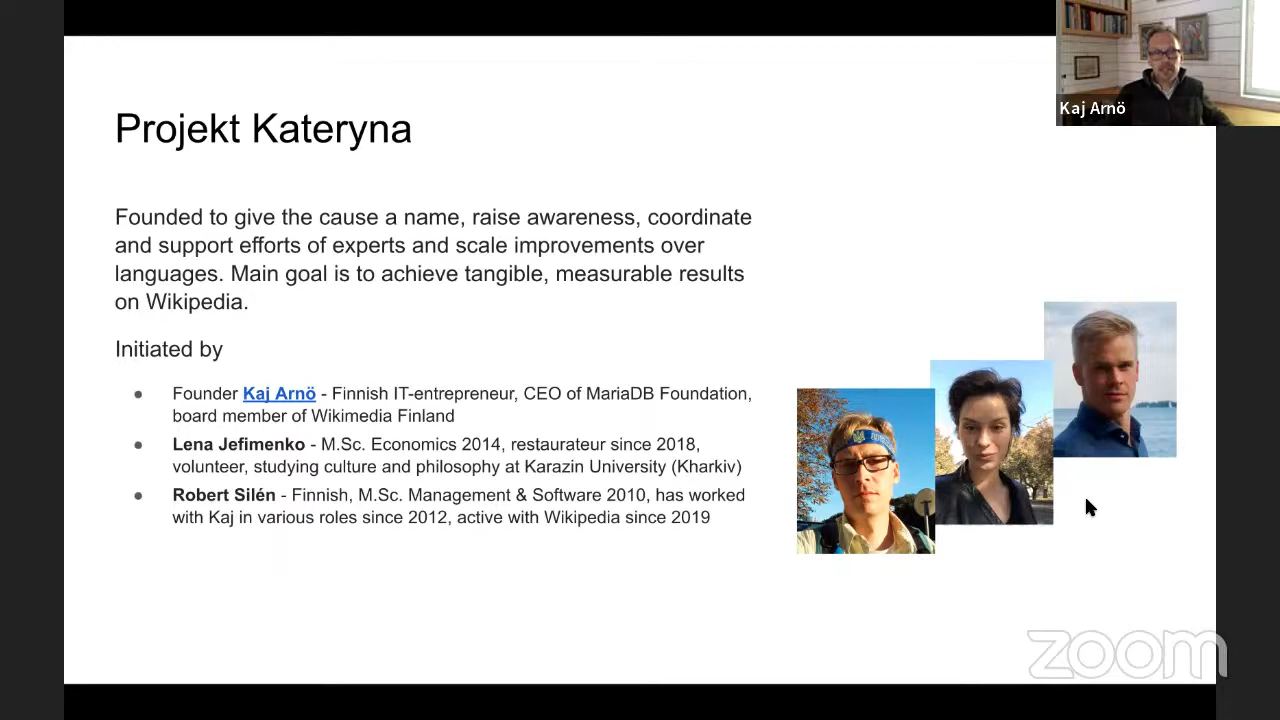 Kaj Arnö
Projekt Kateryna
Founded to give the cause a name, raise awareness, coordinate
and support efforts of experts and scale improvements over
languages. Main goal is to achieve tangible, measurable results
on Wikipedia.
Initiated by
● Founder Kaj Arnö - Finnish IT-entrepreneur, CEO of MariaDB Foundation,
board member of Wikimedia Finland
● Lena Jefimenko - M.Sc. Economics 2014, restaurateur since 2018,
volunteer, studying culture and philosophy at Karazin University (Kharkiv)
● Robert Silén - Finnish, M.Sc. Management & Software 2010, has worked
with Kaj in various roles since 2012, active with Wikipedia since 2019
zoom